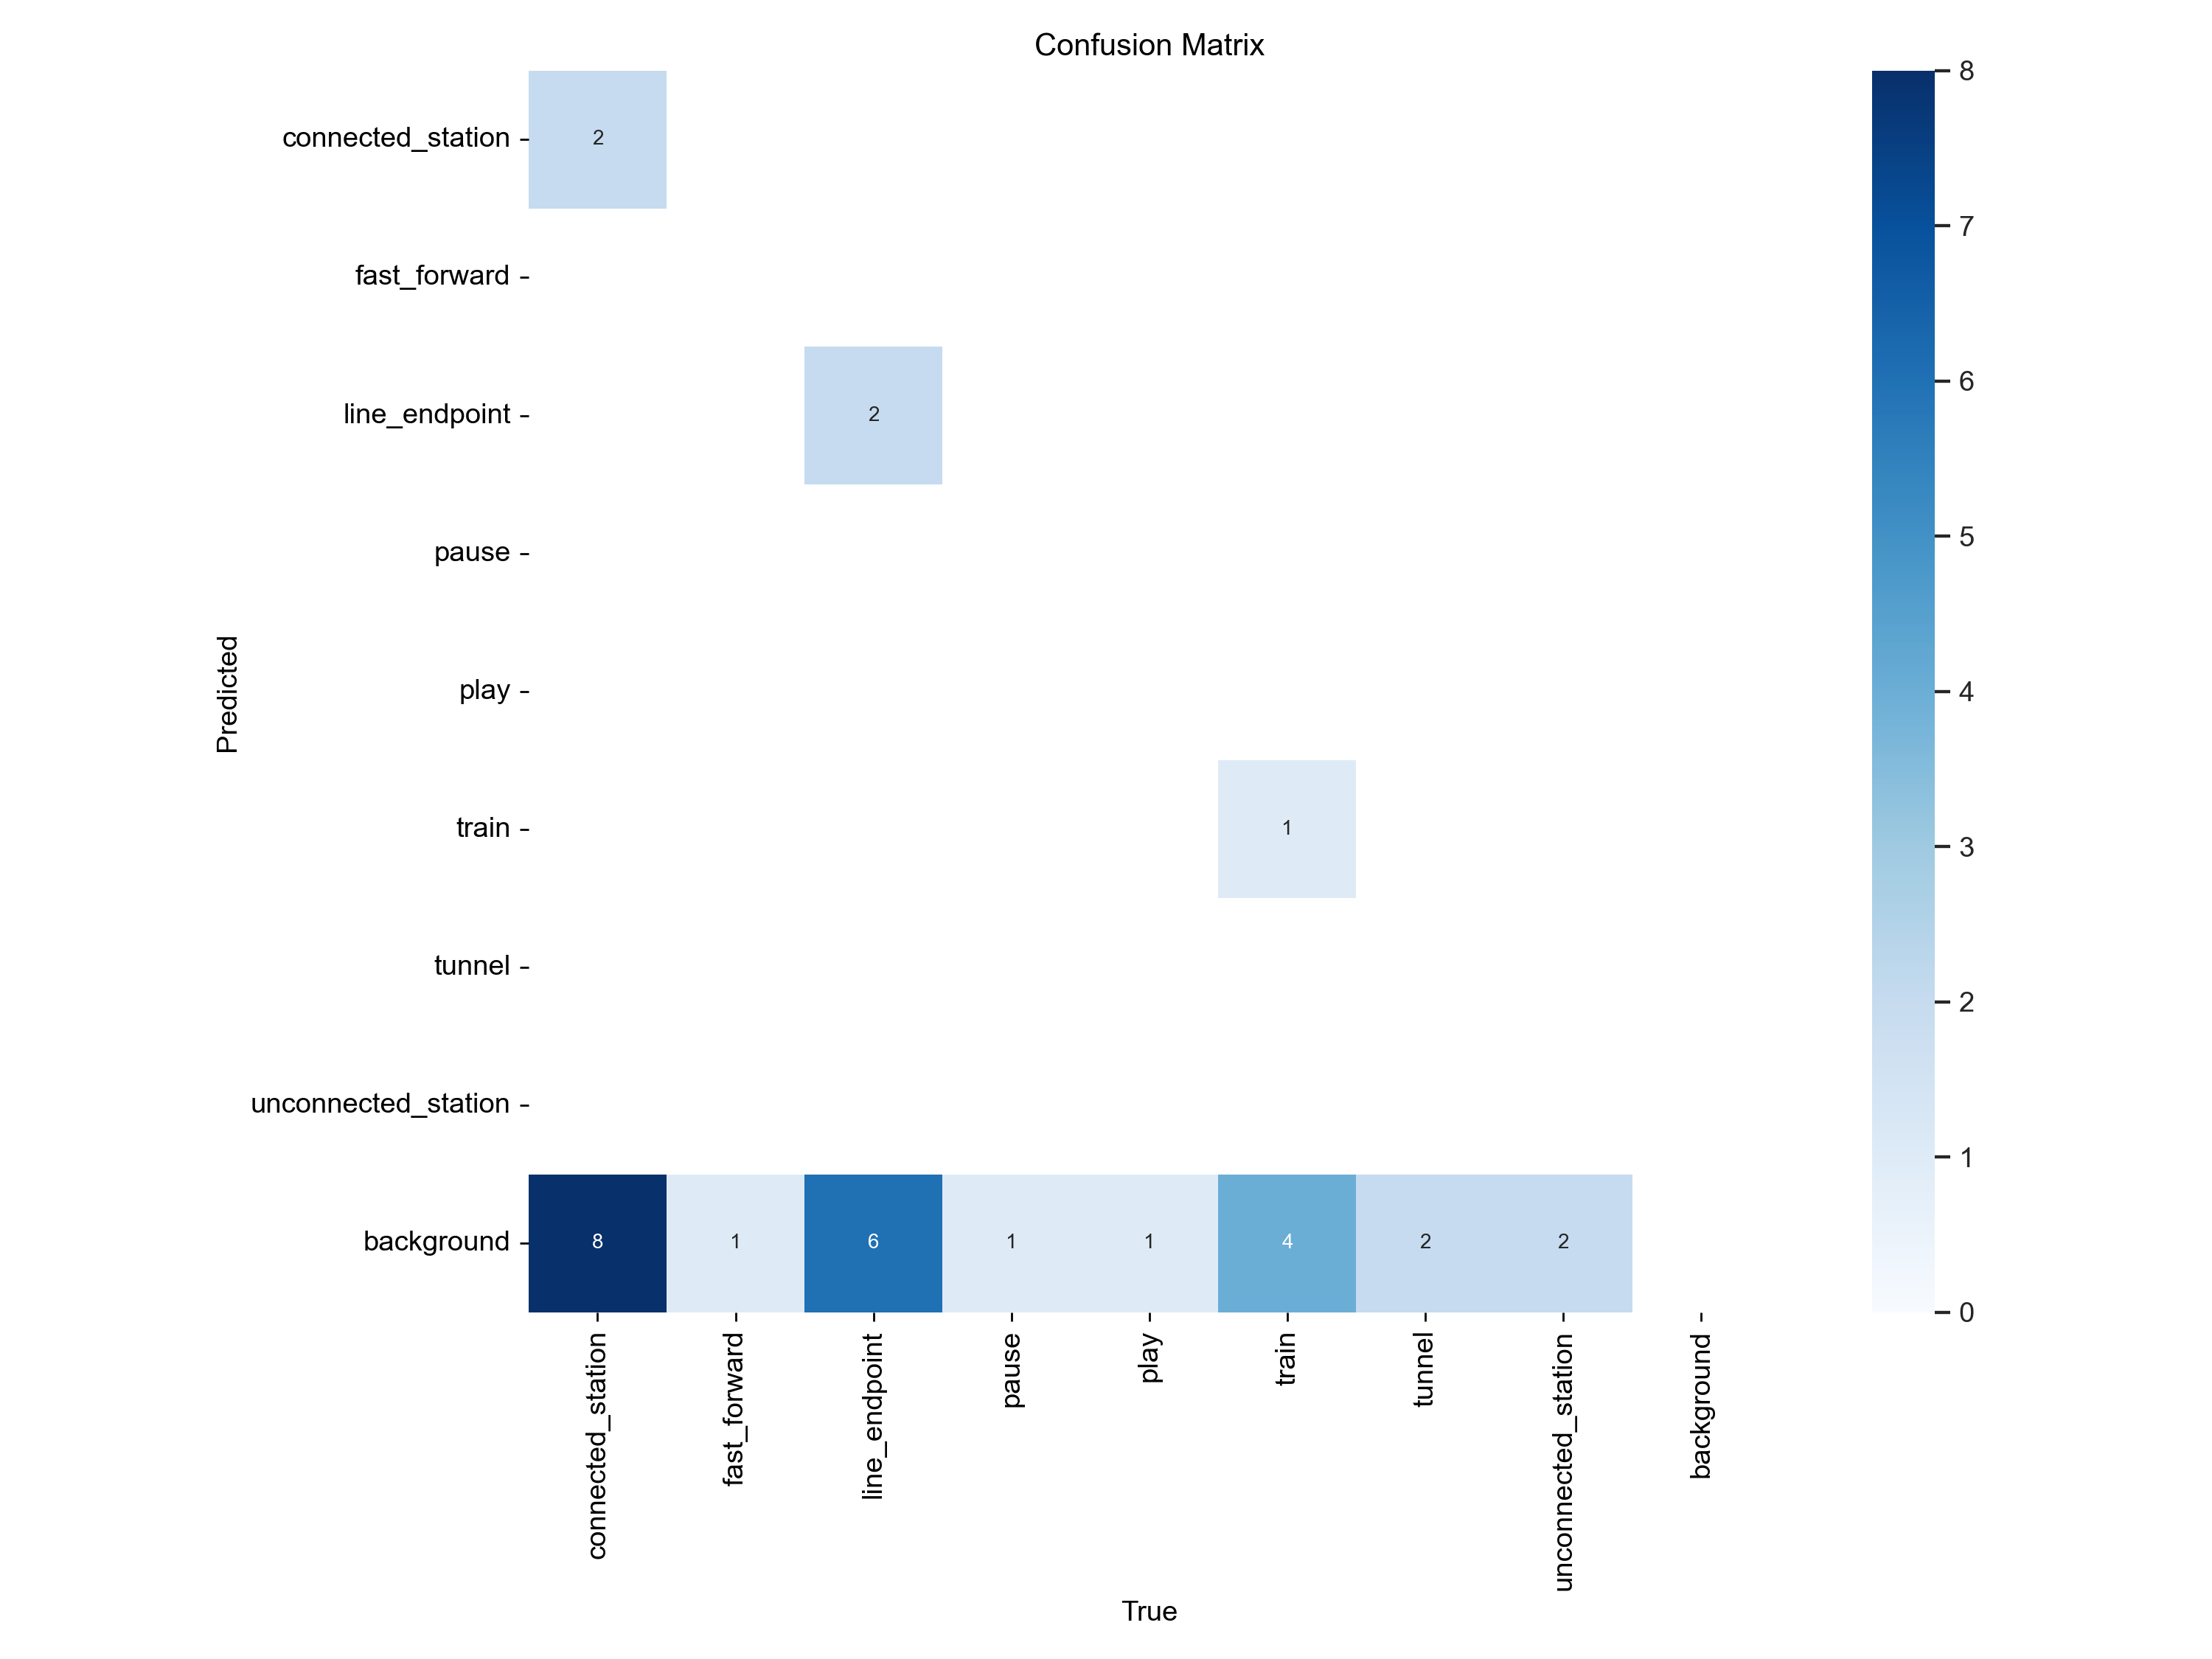 Confusion Matrix
connected_station
fast_forward
line_endpoint
pause
play
train
tunnel
unconnected_station
background
Predicted
2
2
1
8 1 6 1 1 4 2 2
connected_station
fast_forward
line_endpoint
pause
play
train
tunnel
unconnected_station
background
True
8
7
6
5
4
3
2
1
0